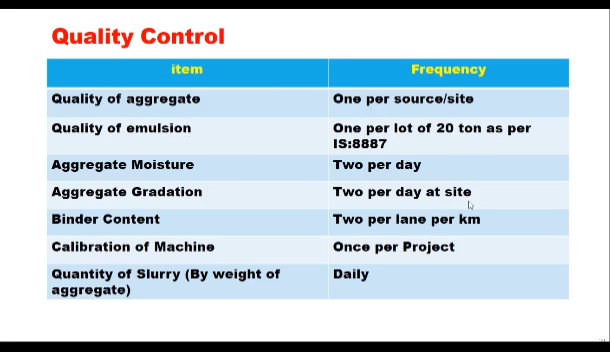 Quality Control
item Frequency
Quality of aggregate One per source/site
Quality of emulsion One per lot of 20 ton as per
IS:8887
Aggregate Moisture Two per day
Aggregate Gradation Two per day at site
Binder Content Two per lane per km
Calibration of Machine Once per Project
Quantity of Slurry (By weight of Daily
aggregate)